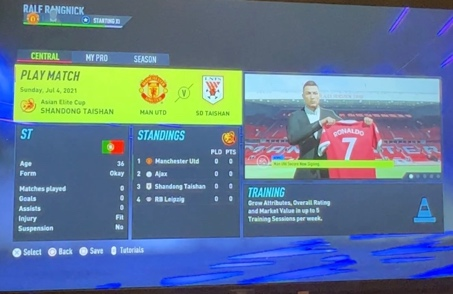 RALF RANGNICK
STARTING XI
CENTRAL
MY PRO
SEASON
PLAY MATCH
Sunday, Jul 4, 2021
Asian Elite Cup
SHANDONG TAISHAN
MAN UTD
V
SD TAISHAN
ST
Age 36
Form Okay
Matches played 0
Goals 0
Assists 0
Injury Fit
Suspension No
STANDINGS
PLD PTS
1 Manchester Utd 0 0
2 Ajax 0 0
3 Shandong Taishan 0 0
4 RB Leipzig 0 0
RONALDO
7
TRAINING
Grow Attributes, Overall Rating
and Market Value in up to 5
Training Sessions per week.
Select
Back
Save
Tutorials